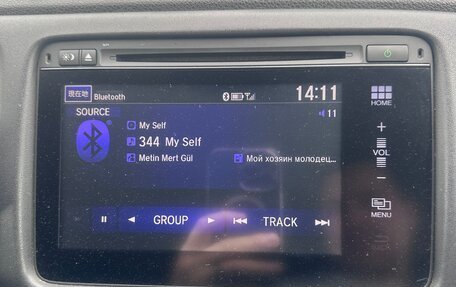 現在地 Bluetooth 14:11
HOME
SOURCE 11
My Self
344 My Self
VOL
Metin Mert Gül Мой хозяин молодец...
GROUP TRACK
MENU